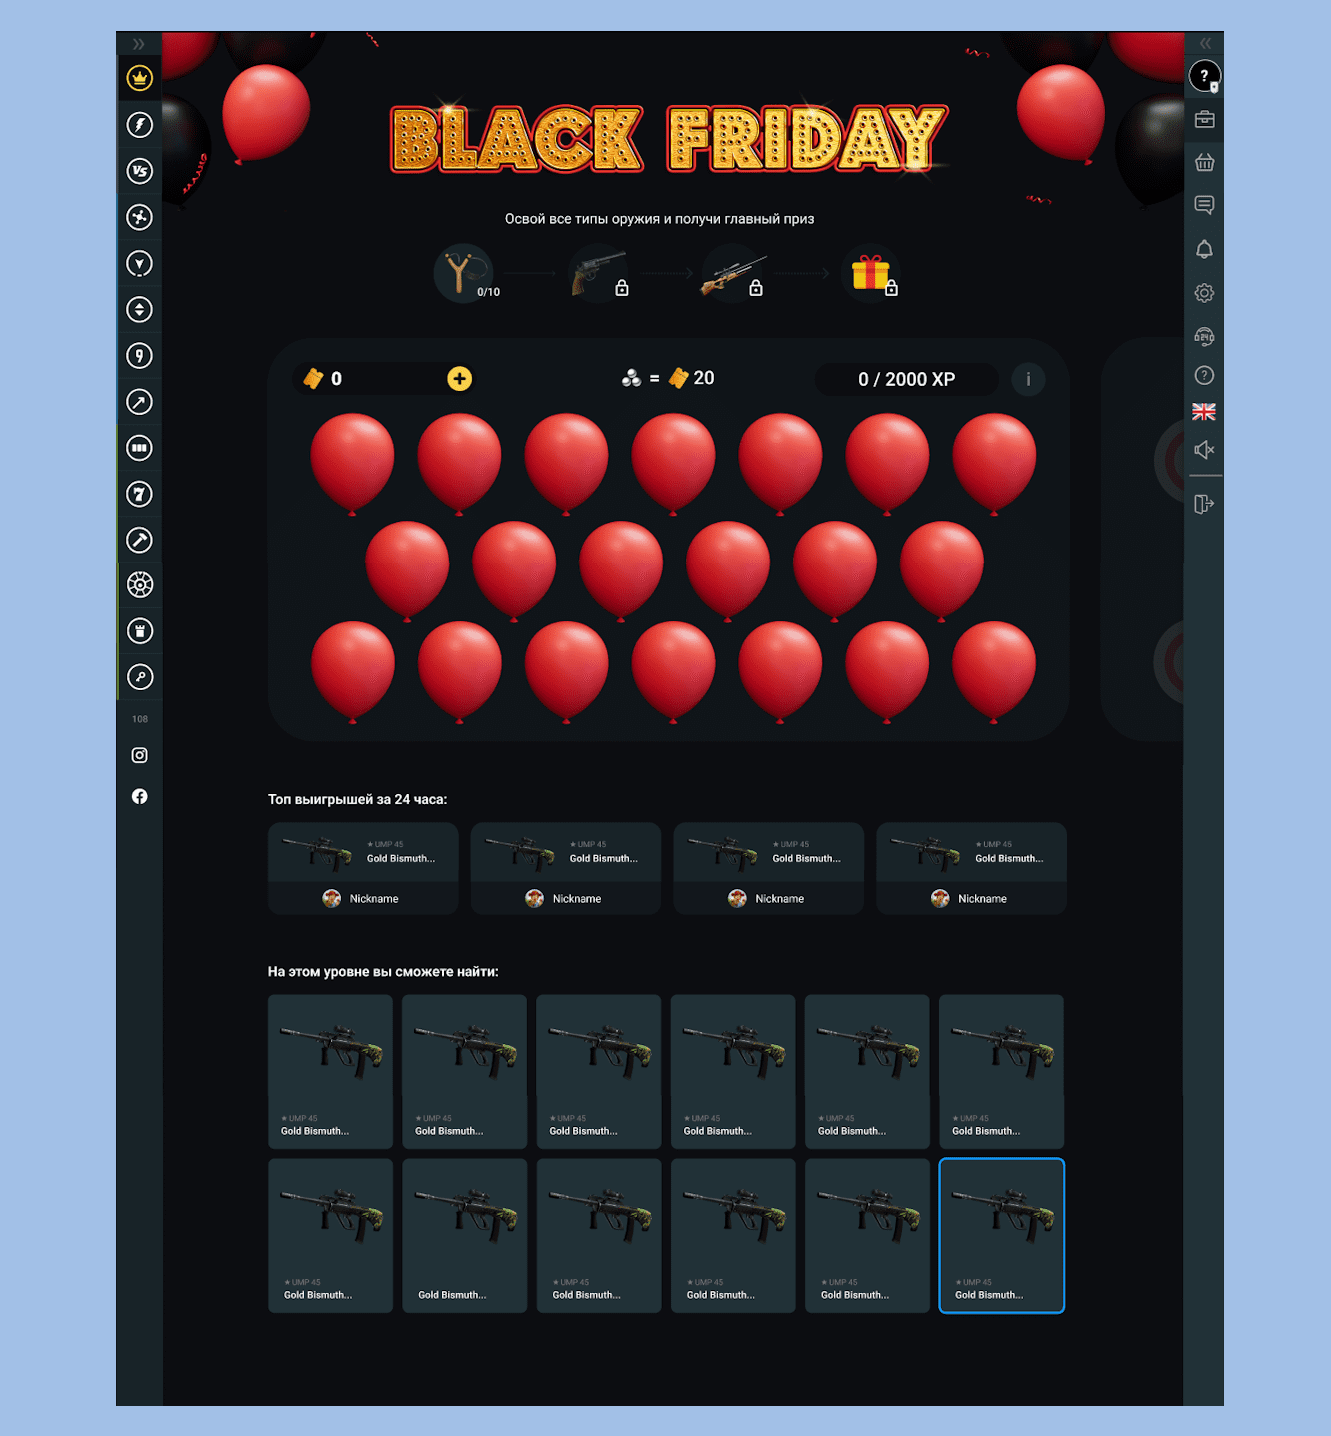 BLACK FRIDAY
Освой все типы оружия и получи главный приз
0/10
0
= 20
0 / 2000 XP
i
Топ выигрышей за 24 часа:
★ UMP 45
Gold Bismuth...
Nickname
★ UMP 45
Gold Bismuth...
Nickname
★ UMP 45
Gold Bismuth...
Nickname
★ UMP 45
Gold Bismuth...
Nickname
На этом уровне вы сможете найти:
★ UMP 45
Gold Bismuth...
★ UMP 45
Gold Bismuth...
★ UMP 45
Gold Bismuth...
★ UMP 45
Gold Bismuth...
★ UMP 45
Gold Bismuth...
★ UMP 45
Gold Bismuth...
★ UMP 45
Gold Bismuth...
Gold Bismuth...
★ UMP 45
Gold Bismuth...
★ UMP 45
Gold Bismuth...
★ UMP 45
Gold Bismuth...
★ UMP 45
Gold Bismuth...
VS
9
7
108
?
24
?